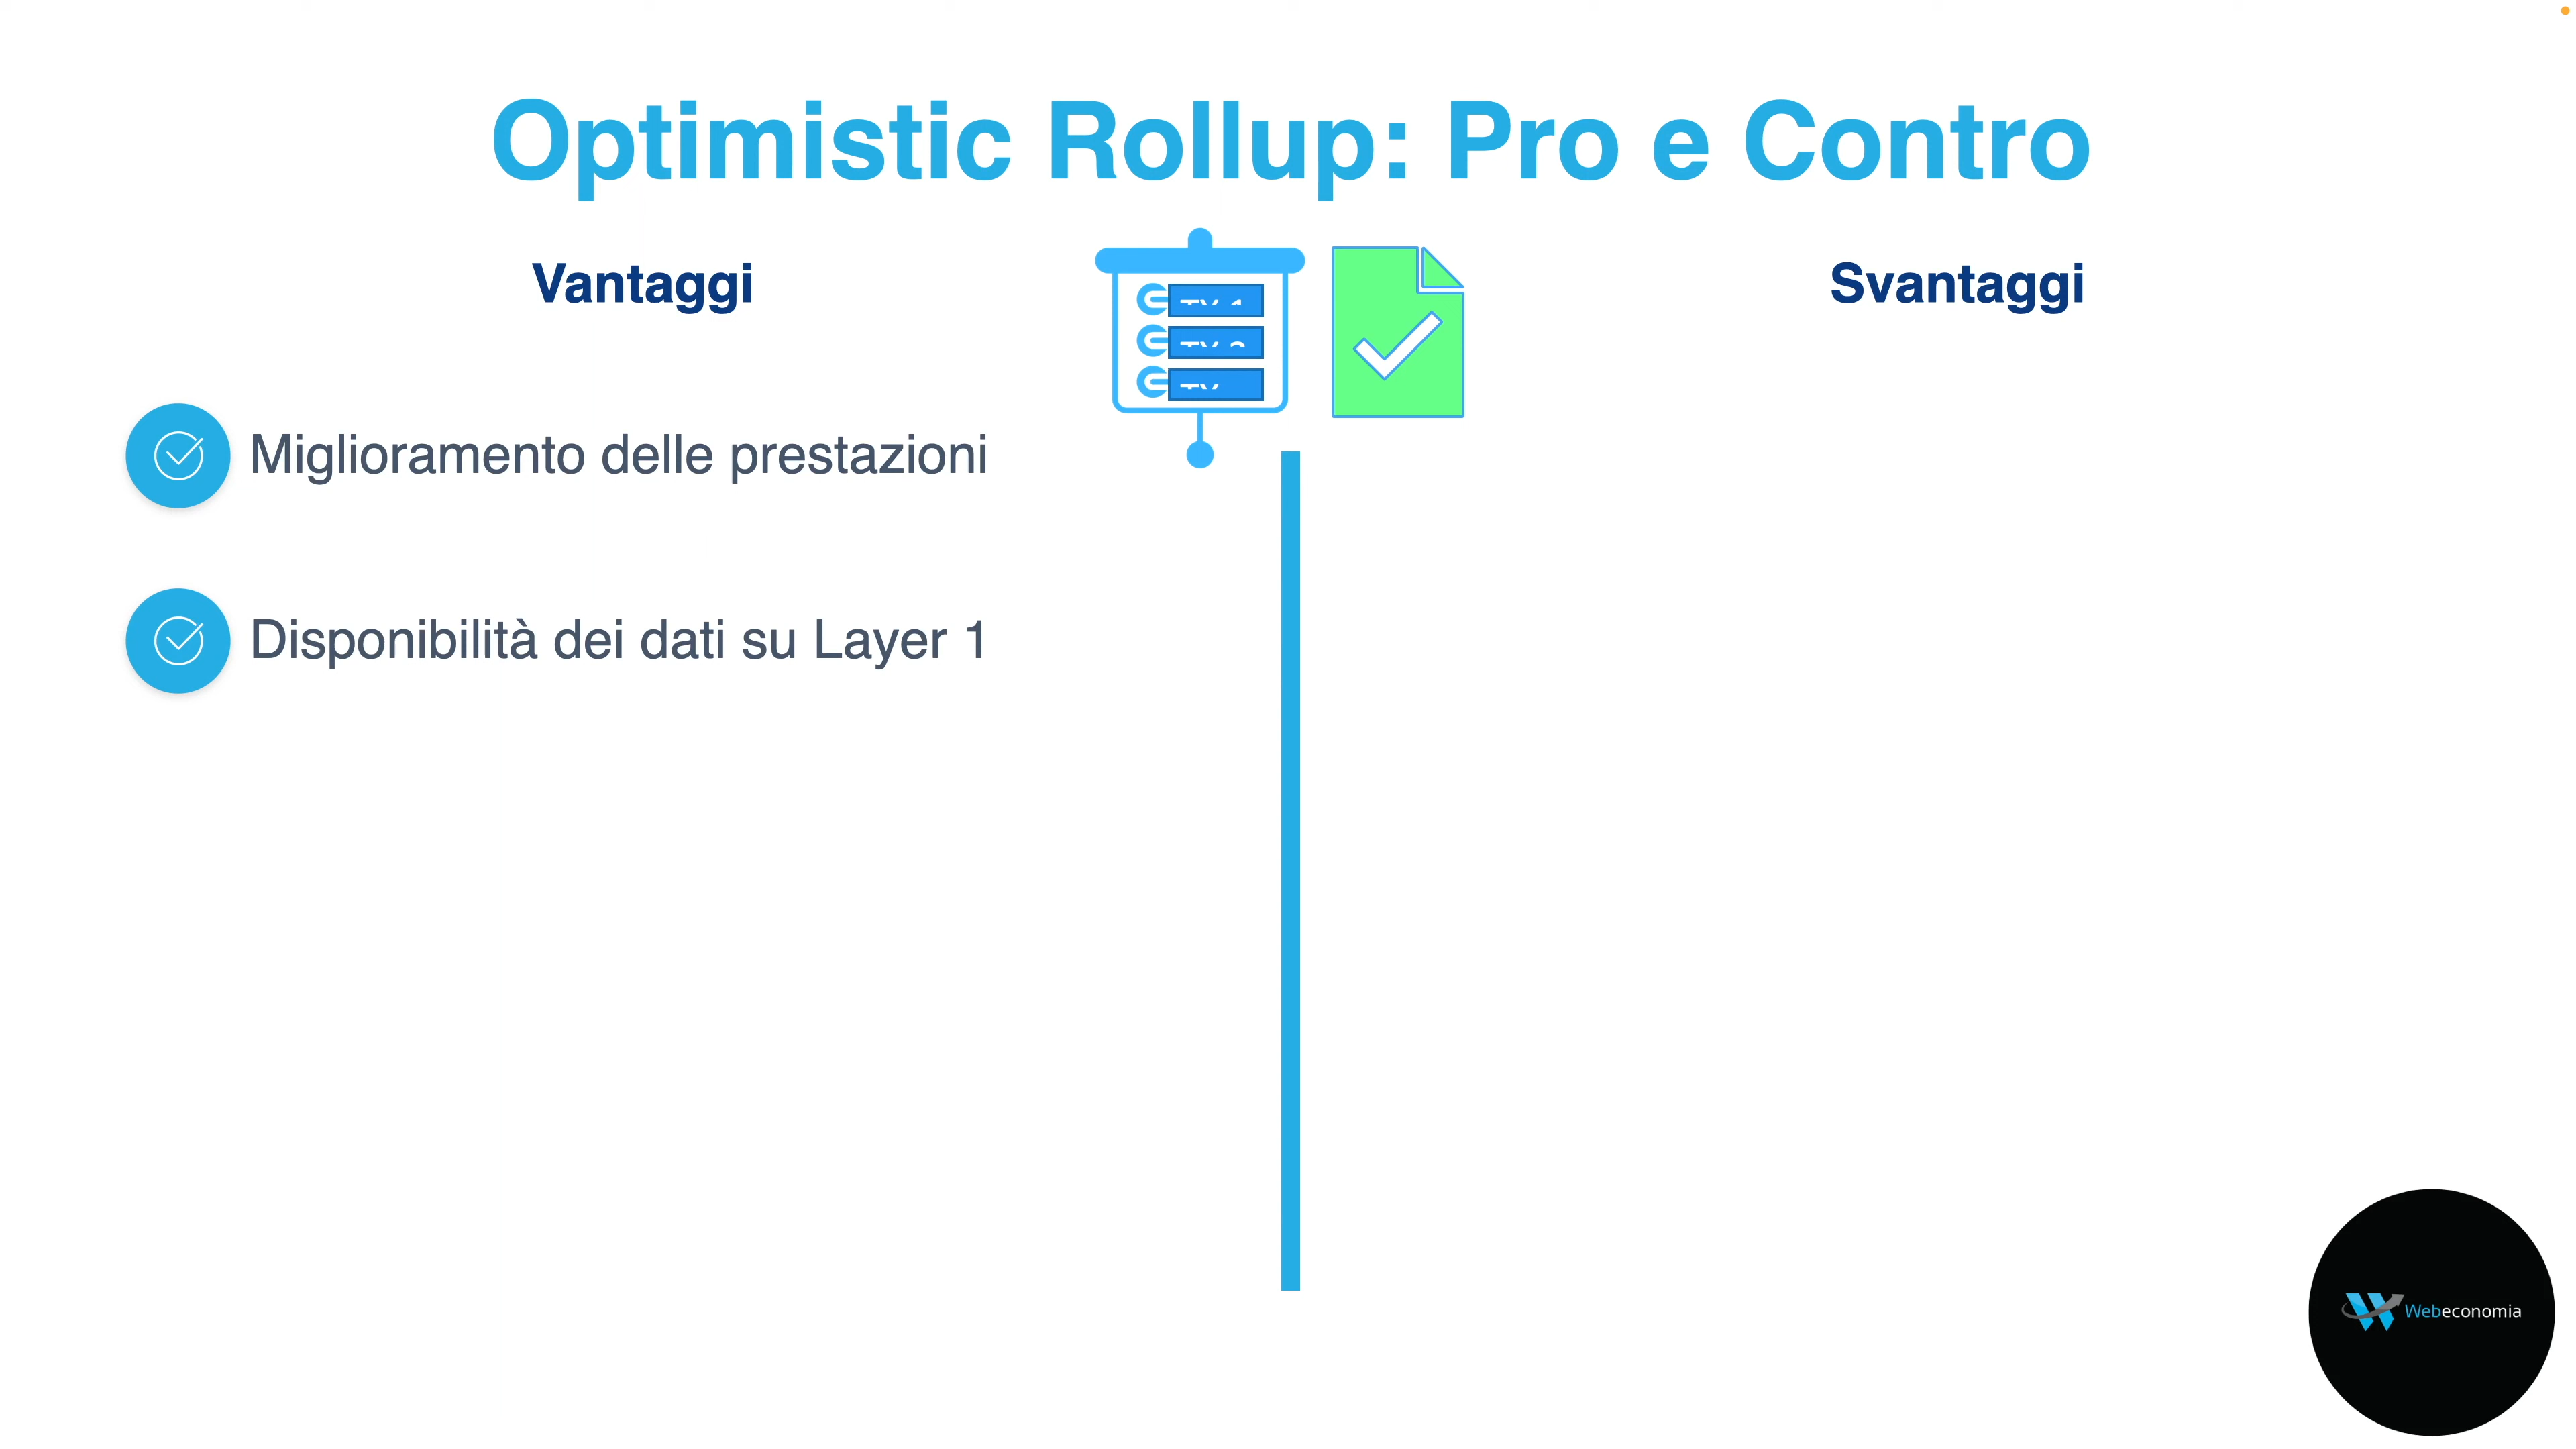 Optimistic Rollup: Pro e Contro
Vantaggi
Svantaggi
Miglioramento delle prestazioni
Disponibilità dei dati su Layer 1
Webeconomia